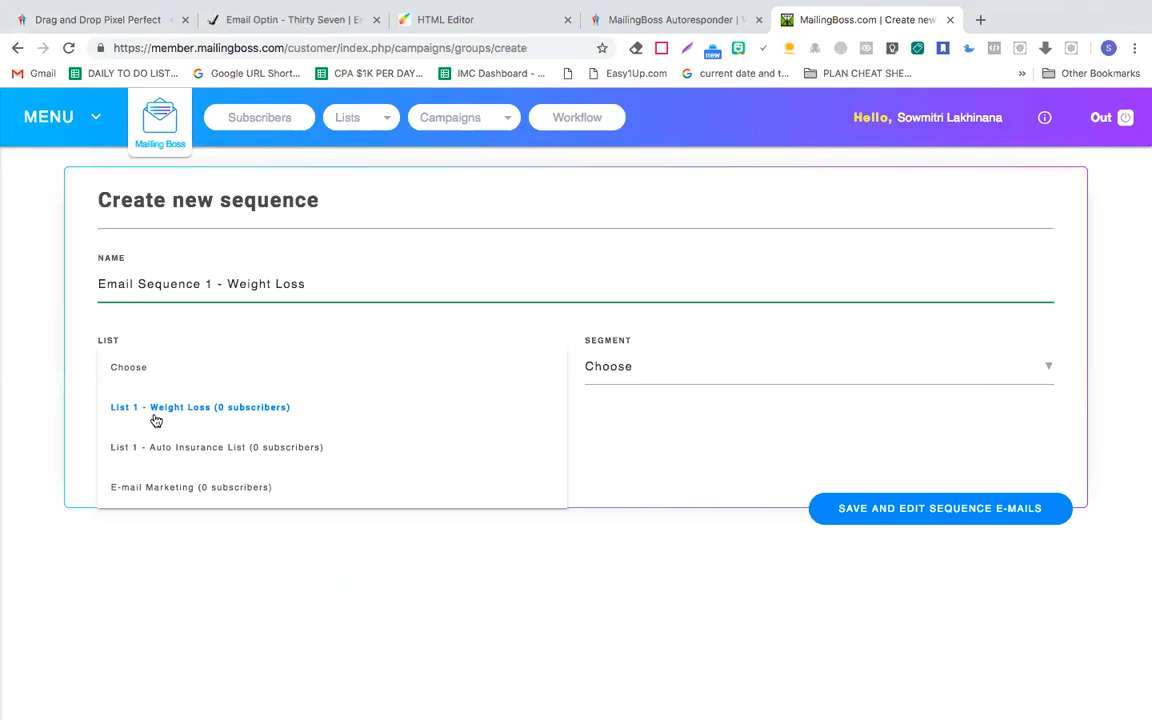 Drag and Drop Pixel Perfect
Email Optin - Thirty Seven | E
HTML Editor
MailingBoss Autoresponder |
MailingBoss.com | Create new
https://member.mailingboss.com/customer/index.php/campaigns/groups/create
new
S
Gmail
DAILY TO DO LIST...
Google URL Short...
CPA $1K PER DAY...
IMC Dashboard - ...
Easy1Up.com
current date and t...
PLAN CHEAT SHE...
»
Other Bookmarks
MENU
Mailing Boss
Subscribers
Lists
Campaigns
Workflow
Hello, Sowmitri Lakhinana
Out
Create new sequence
NAME
Email Sequence 1 - Weight Loss
LIST
SEGMENT
Choose
Choose
List 1 - Weight Loss (0 subscribers)
List 1 - Auto Insurance List (0 subscribers)
E-mail Marketing (0 subscribers)
SAVE AND EDIT SEQUENCE E-MAILS